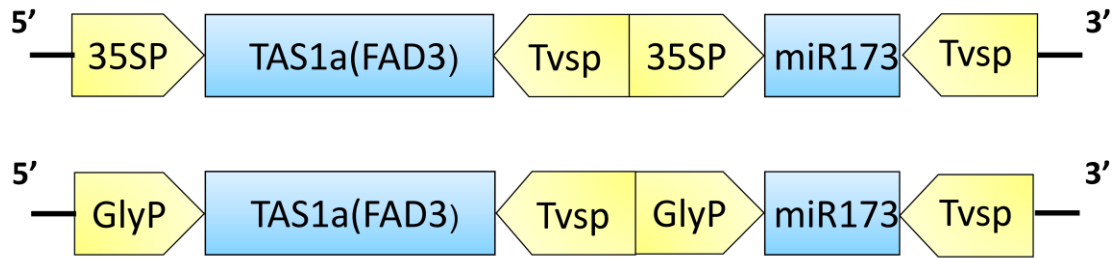 5’ 35SP TAS1a(FAD3) Tvsp 35SP miR173 Tvsp 3’
5’ GlyP TAS1a(FAD3) Tvsp GlyP miR173 Tvsp 3’